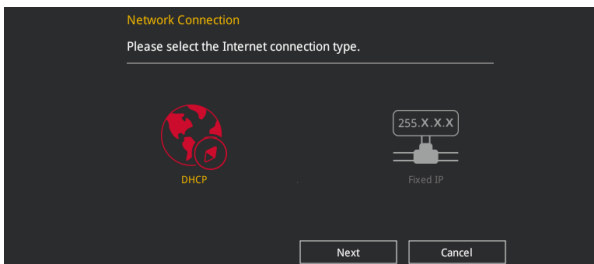 Network Connection
Please select the Internet connection type.
255.X.X.X
DHCP
Fixed IP
Next
Cancel